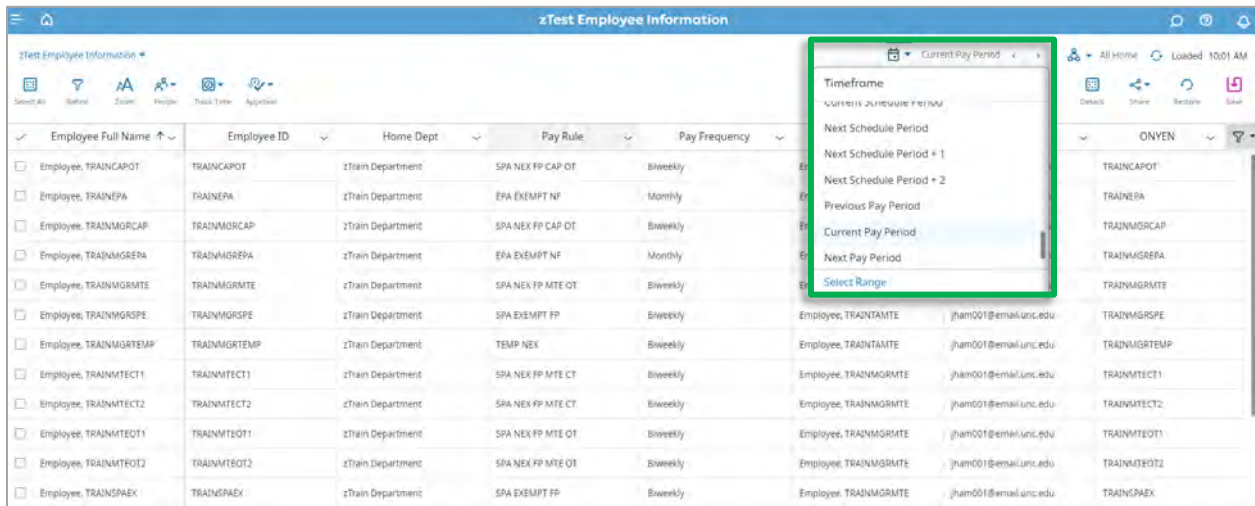 zTest Employee Information
zTest Employee Information
Current Pay Period
All Home
Loaded 10:01 AM
Select All Refine Zoom People Track Time Approval
Details Share Restore Save
Timeframe
Current Schedule Period
Next Schedule Period
Next Schedule Period + 1
Next Schedule Period + 2
Previous Pay Period
Current Pay Period
Next Pay Period
Select Range
Employee Full Name Employee ID Home Dept Pay Rule Pay Frequency ONYEN
Employee, TRAINCAPOT TRAINCAPOT zTrain Department SPA NEX FP CAP OT Biweekly TRAINCAPOT
Employee, TRAINEPA TRAINEPA zTrain Department EPA EXEMPT NF Monthly TRAINEPA
Employee, TRAINMGRCAP TRAINMGRCAP zTrain Department SPA NEX FP CAP OT Biweekly TRAINMGRCAP
Employee, TRAINMGREPA TRAINMGREPA zTrain Department EPA EXEMPT NF Monthly TRAINMGREPA
Employee, TRAINMGRMTE TRAINMGRMTE zTrain Department SPA NEX FP MTE OT Biweekly TRAINMGRMTE
Employee, TRAINMGRSPE TRAINMGRSPE zTrain Department SPA EXEMPT FP Biweekly Employee, TRAINTAMTE jham001@email.unc.edu TRAINMGRSPE
Employee, TRAINMGRTEMP TRAINMGRTEMP zTrain Department TEMP NEX Biweekly Employee, TRAINTAMTE jham001@email.unc.edu TRAINMGRTEMP
Employee, TRAINMTECT1 TRAINMTECT1 zTrain Department SPA NEX FP MTE CT Biweekly Employee, TRAINMGRMTE jham001@email.unc.edu TRAINMTECT1
Employee, TRAINMTECT2 TRAINMTECT2 zTrain Department SPA NEX FP MTE CT Biweekly Employee, TRAINMGRMTE jham001@email.unc.edu TRAINMTECT2
Employee, TRAINMTEOT1 TRAINMTEOT1 zTrain Department SPA NEX FP MTE OT Biweekly Employee, TRAINMGRMTE jham001@email.unc.edu TRAINMTEOT1
Employee, TRAINMTEOT2 TRAINMTEOT2 zTrain Department SPA NEX FP MTE OT Biweekly Employee, TRAINMGRMTE jham001@email.unc.edu TRAINMTEOT2
Employee, TRAINSPAEX TRAINSPAEX zTrain Department SPA EXEMPT FP Biweekly Employee, TRAINMGRMTE jham001@email.unc.edu TRAINSPAEX